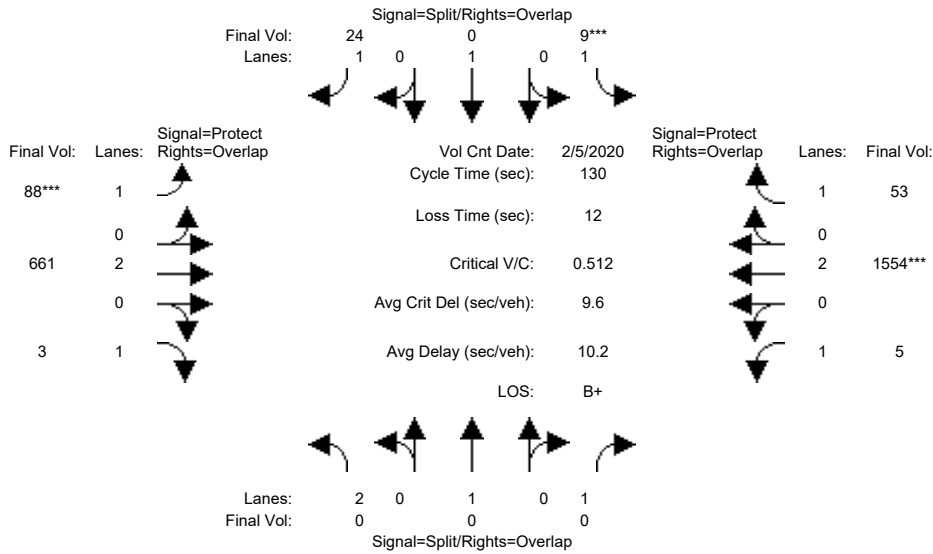 Signal=Split/Rights=Overlap
Final Vol: 24 0 9***
Lanes: 1 0 1 0 1
Signal=Protect Signal=Protect
Final Vol: Lanes: Rights=Overlap Vol Cnt Date: 2/5/2020 Rights=Overlap Lanes: Final Vol:
Cycle Time (sec): 130
88*** 1 1 53
Loss Time (sec): 12
0 0
661 2 Critical V/C: 0.512 2 1554***
0 Avg Crit Del (sec/veh): 9.6 0
3 1 Avg Delay (sec/veh): 10.2 1 5
LOS: B+
Lanes: 2 0 1 0 1
Final Vol: 0 0 0
Signal=Split/Rights=Overlap